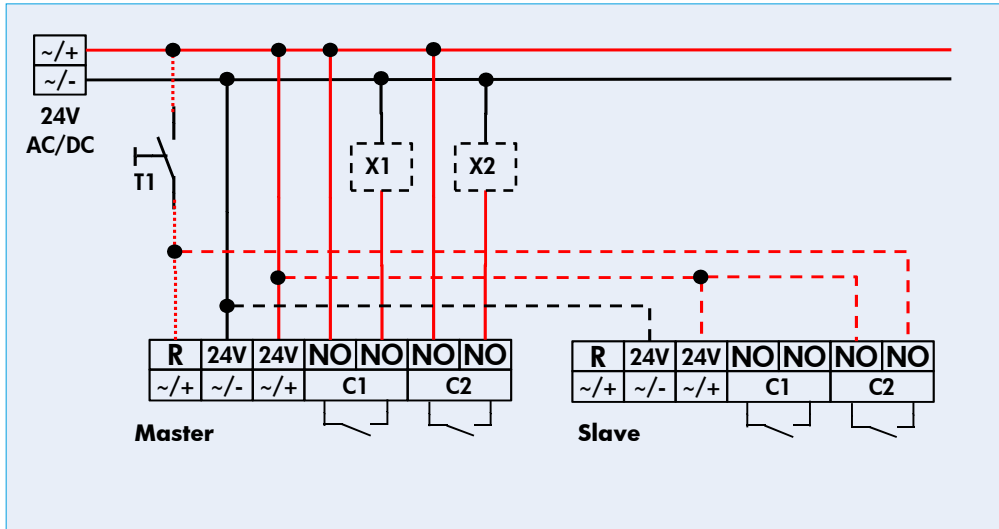 ~/+
~/-
24V
AC/DC
T1
X1
X2
R 24V 24V NO NO NO NO
~/+ ~/- ~/+ C1 C2
Master
R 24V 24V NO NO NO NO
~/+ ~/- ~/+ C1 C2
Slave